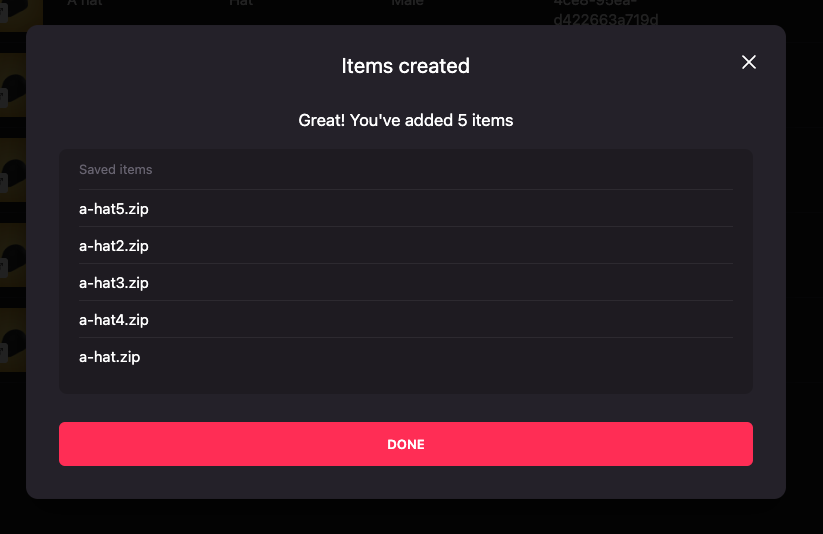 A hat Hat Male 4ce8-95ea-
d422663a719d
Items created
Great! You've added 5 items
Saved items
a-hat5.zip
a-hat2.zip
a-hat3.zip
a-hat4.zip
a-hat.zip
DONE